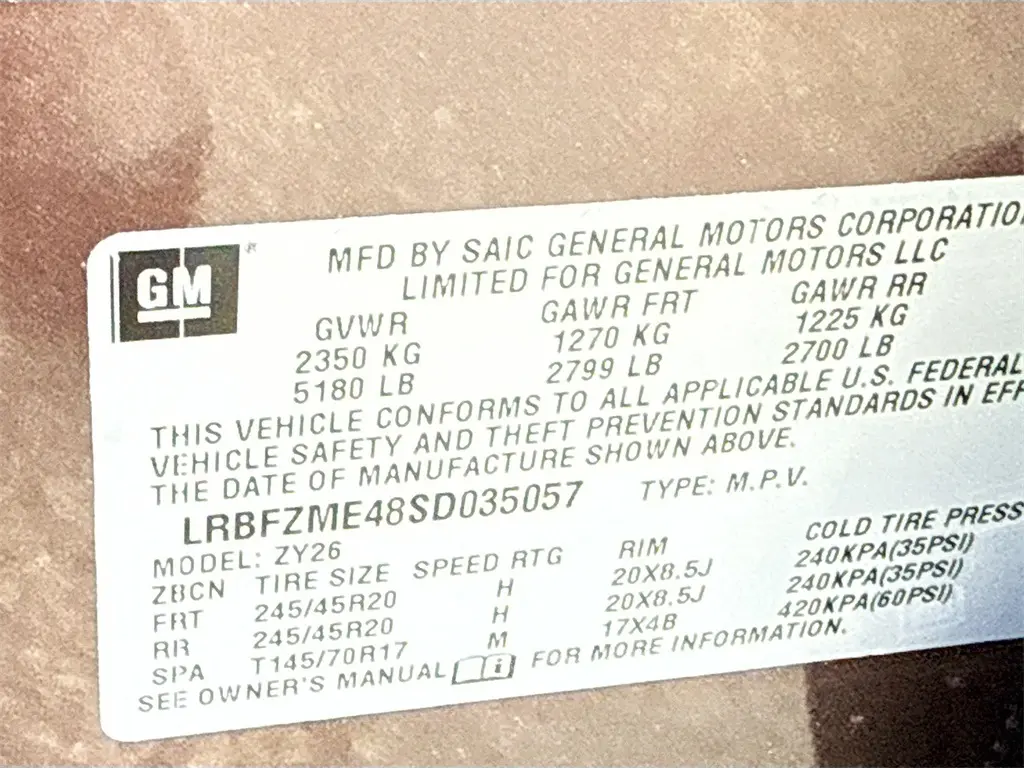 GM ®
MFD BY SAIC GENERAL MOTORS CORPORATIO
LIMITED FOR GENERAL MOTORS LLC
GVWR GAWR FRT GAWR RR
2350 KG 1270 KG 1225 KG
5180 LB 2799 LB 2700 LB
THIS VEHICLE CONFORMS TO ALL APPLICABLE U.S. FEDERAL
VEHICLE SAFETY AND THEFT PREVENTION STANDARDS IN EFF
THE DATE OF MANUFACTURE SHOWN ABOVE.
LRBFZME48SD035057 TYPE: M.P.V.
MODEL: ZY26
ZBCN TIRE SIZE SPEED RTG RIM COLD TIRE PRESS
FRT 245/45R20 H 20X8.5J 240KPA(35PSI)
RR 245/45R20 H 20X8.5J 240KPA(35PSI)
SPA T145/70R17 M 17X4B 420KPA(60PSI)
SEE OWNER'S MANUAL i FOR MORE INFORMATION.